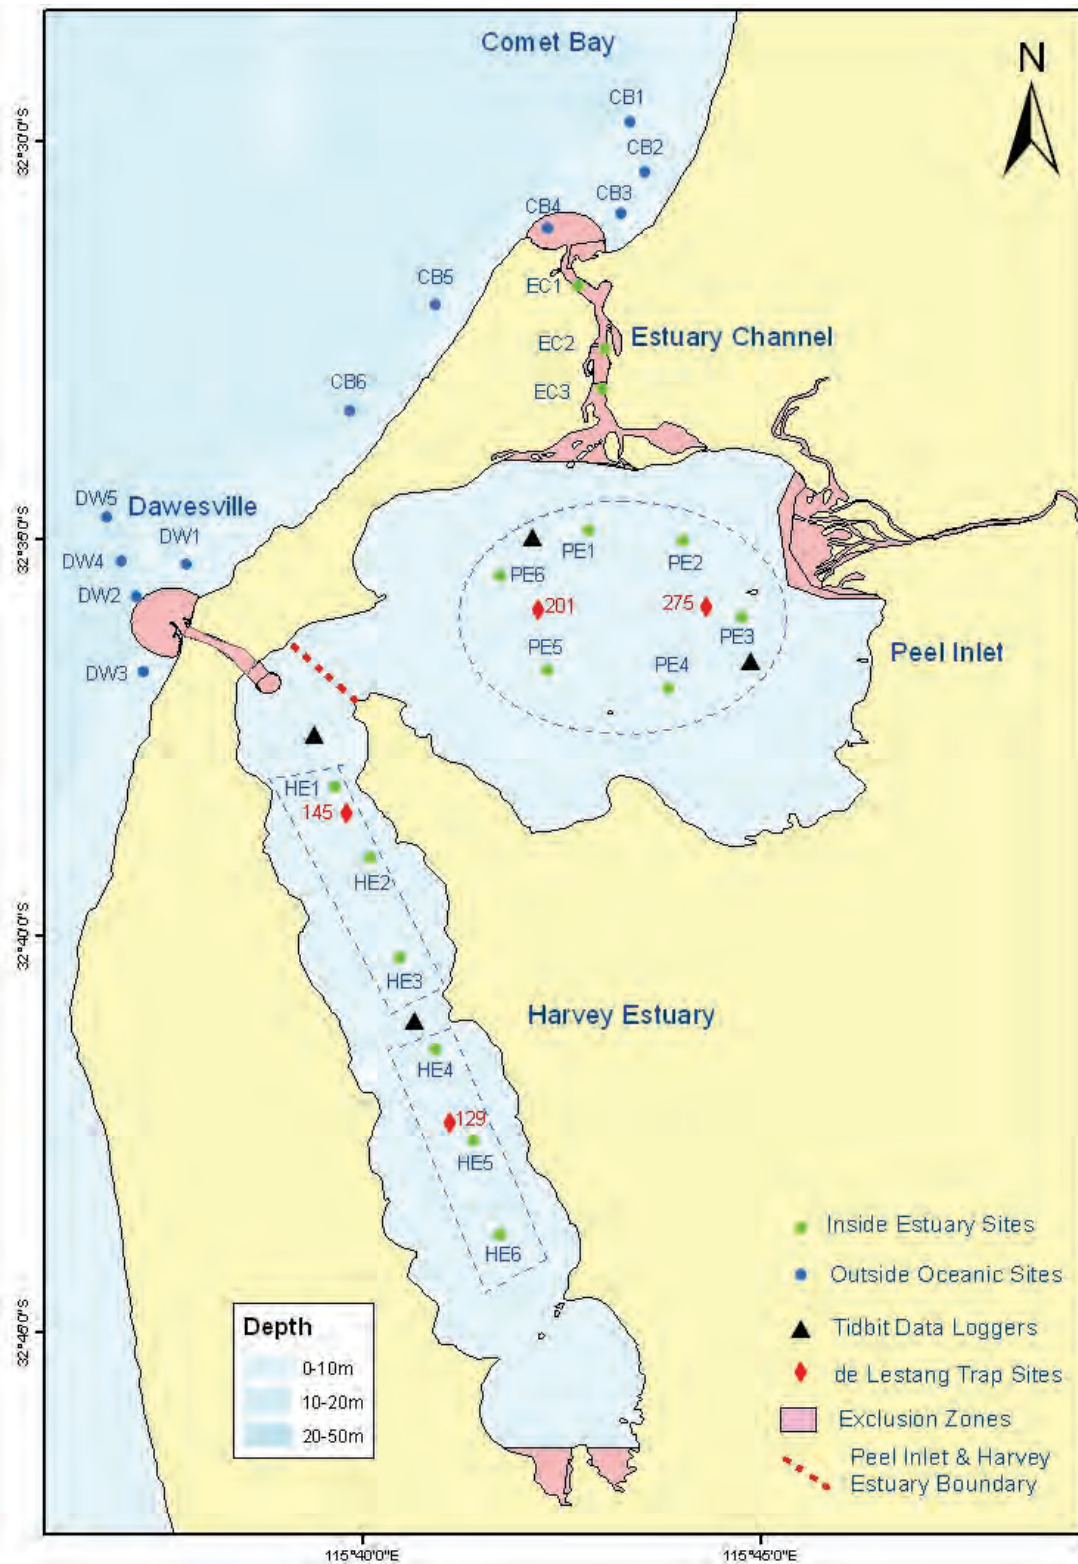 Comet Bay
N
CB1
32°30'0"S
CB2
CB3
CB4
CB5
EC1
Estuary Channel
EC2
CB6
EC3
DW5
Dawesville
DW1
32°35'0"S
DW4
PE1
PE2
PE6
DW2
201
275
PE3
PE5
Peel Inlet
DW3
PE4
HE1
145
HE2
32°40'0"S
HE3
Harvey Estuary
HE4
129
HE5
HE6
Inside Estuary Sites
Outside Oceanic Sites
Tidbit Data Loggers
de Lestang Trap Sites
Exclusion Zones
Peel Inlet & Harvey
Estuary Boundary
32°45'0"S
Depth
0-10m
10-20m
20-50m
115°40'0"E
115°45'0"E